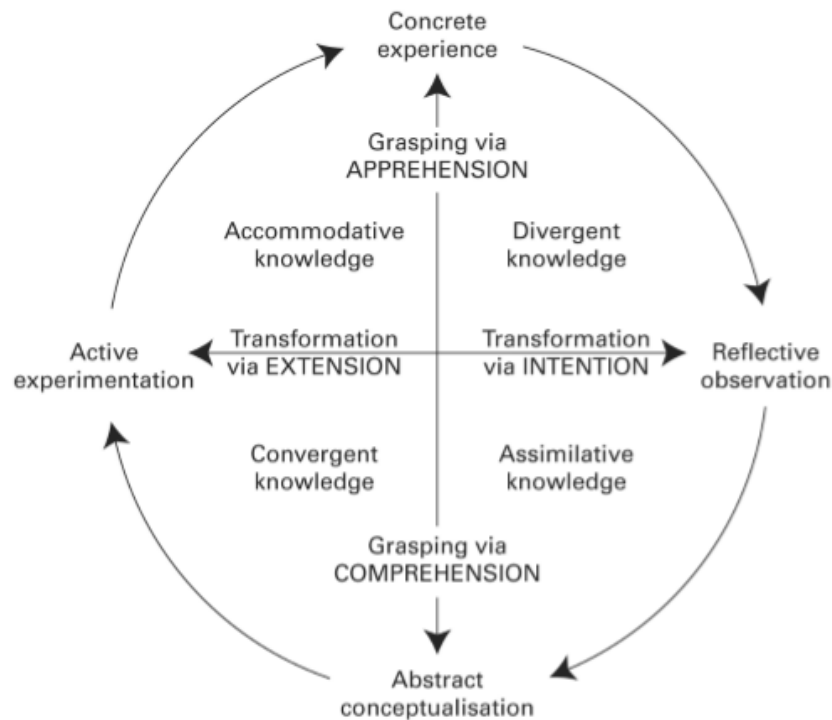 Concrete
experience
Grasping via
APPREHENSION
Accommodative
knowledge
Divergent
knowledge
Active
experimentation
Transformation
via EXTENSION
Transformation
via INTENTION
Reflective
observation
Convergent
knowledge
Assimilative
knowledge
Grasping via
COMPREHENSION
Abstract
conceptualisation